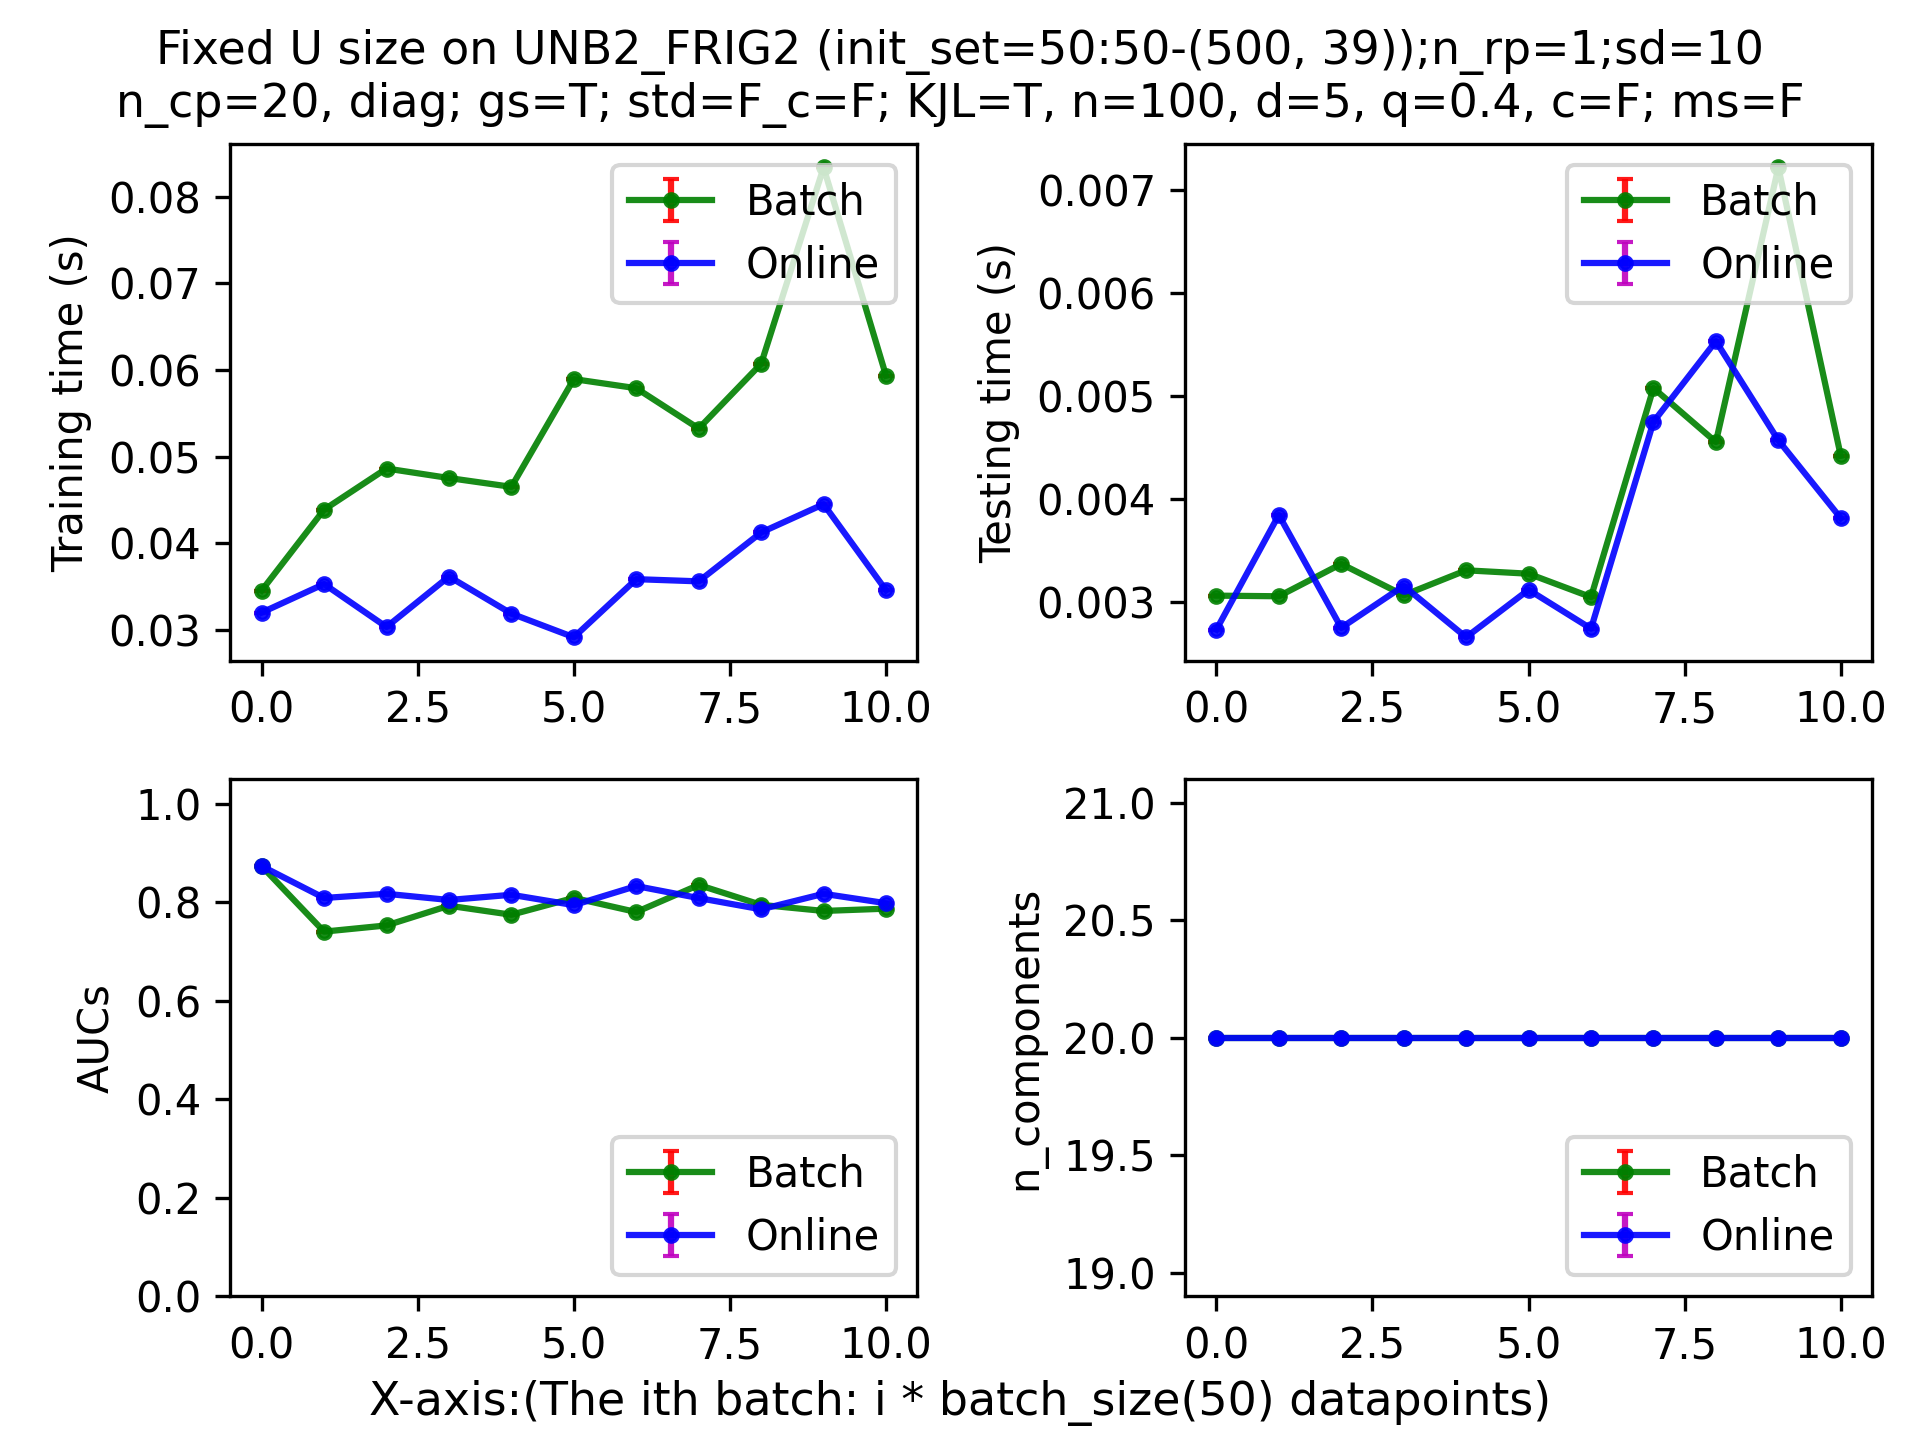 Fixed U size on UNB2_FRIG2 (init_set=50:50-(500, 39));n_rp=1;sd=10
n_cp=20, diag; gs=T; std=F_c=F; KJL=T, n=100, d=5, q=0.4, c=F; ms=F
Training time (s)
0.08
0.07
0.06
0.05
0.04
0.03
Batch
Online
0.0 2.5 5.0 7.5 10.0
Testing time (s)
0.007
0.006
0.005
0.004
0.003
Batch
Online
0.0 2.5 5.0 7.5 10.0
AUCs
1.0
0.8
0.6
0.4
0.2
0.0
Batch
Online
0.0 2.5 5.0 7.5 10.0
n_components
21.0
20.5
20.0
19.5
19.0
Batch
Online
0.0 2.5 5.0 7.5 10.0
X-axis:(The ith batch: i * batch_size(50) datapoints)